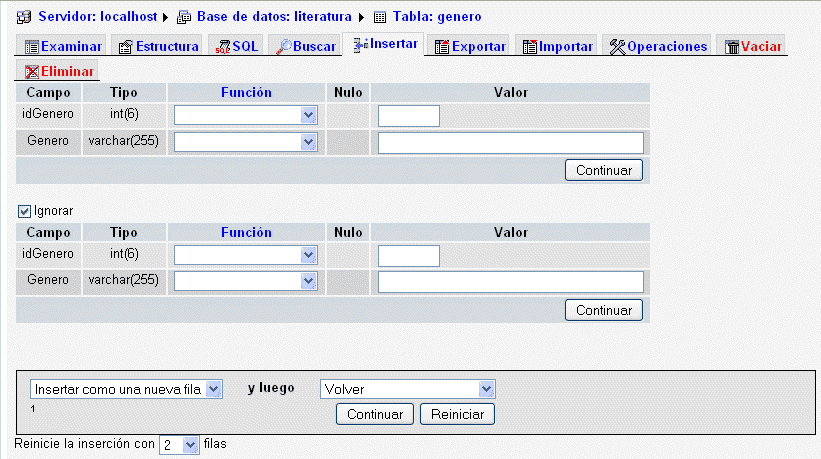 Servidor: localhost Base de datos: literatura Tabla: genero
Examinar Estructura SQL Buscar Insertar Exportar Importar Operaciones Vaciar
Eliminar
Campo Tipo Función Nulo Valor
idGenero int(6)
Genero varchar(255)
Continuar
Ignorar
Campo Tipo Función Nulo Valor
idGenero int(6)
Genero varchar(255)
Continuar
Insertar como una nueva fila y luego Volver
1
Continuar Reiniciar
Reinicie la inserción con 2 filas